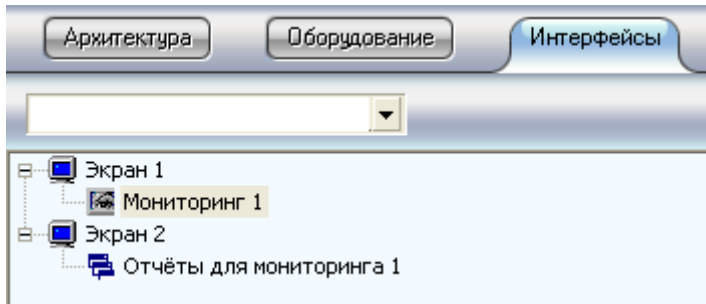 Архитектура Оборудование Интерфейсы
Экран 1
Мониторинг 1
Экран 2
Отчёты для мониторинга 1